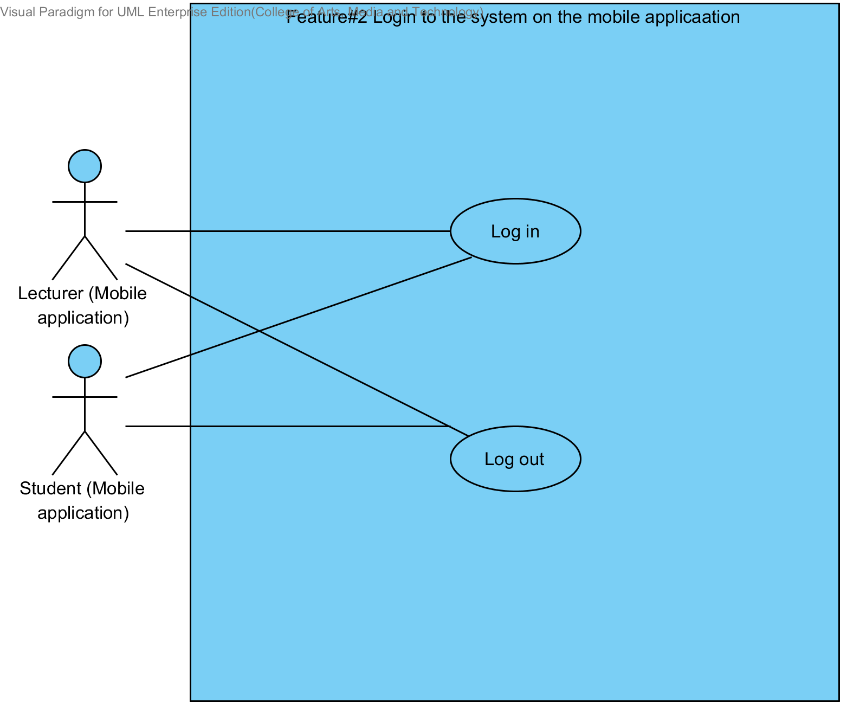 Visual Paradigm for UML Enterprise Edition(College of Arts, Media and Technology)
Feature#2 Login to the system on the mobile applicaation
Log in
Lecturer (Mobile
application)
Log out
Student (Mobile
application)